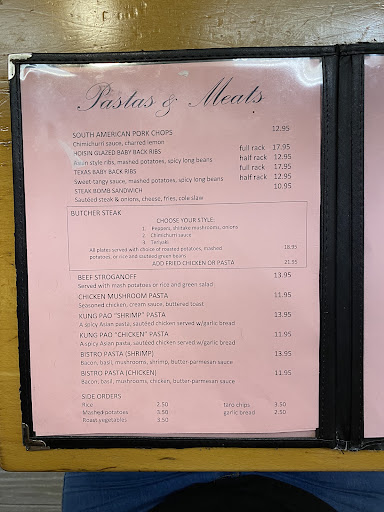 Pastas & Meats
SOUTH AMERICAN PORK CHOPS 12.95
Chimichurri sauce, charred lemon
HOISIN GLAZED BABY BACK RIBS full rack 17.95
Asian style ribs, mashed potatoes, spicy long beans half rack 12.95
TEXAS BABY BACK RIBS full rack 17.95
Sweet tangy sauce, mashed potatoes, spicy long beans half rack 12.95
STEAK BOMB SANDWICH 10.95
Sautéed steak & onions, cheese, fries, cole slaw
BUTCHER STEAK
CHOOSE YOUR STYLE:
1. Peppers, shitake mushrooms, onions
2. Chimichurri sauce
3. Teriyaki
All plates served with choice of roasted potatoes, mashed 18.95
potatoes, or rice and sautéed green beans
ADD FRIED CHICKEN OR PASTA 21.95
BEEF STROGANOFF 13.95
Served with mash potatoes or rice and green salad
CHICKEN MUSHROOM PASTA 11.95
Seasoned chicken, cream sauce, buttered toast
KUNG PAO "SHRIMP" PASTA 13.95
A spicy Asian pasta, sautéed chicken served w/garlic bread
KUNG PAO "CHICKEN" PASTA 11.95
A spicy Asian pasta, sautéed chicken served w/garlic bread
BISTRO PASTA (SHRIMP) 13.95
Bacon, basil, mushrooms, shrimp, butter-parmesan sauce
BISTRO PASTA (CHICKEN) 11.95
Bacon, basil, mushrooms, chicken, butter-parmesan sauce
SIDE ORDERS
Rice 2.50 taro chips 3.50
Mashed potatoes 3.50 garlic bread 2.50
Roast vegetables 3.50